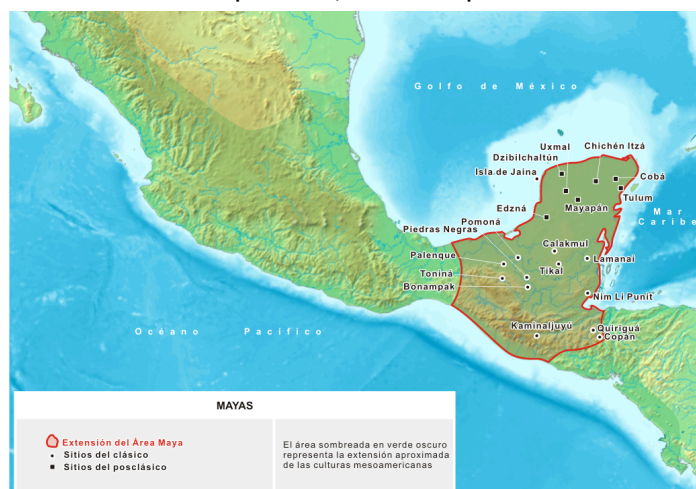 Golfo de México
Uxmal
Chichén Itzá
Dzibilchaltún
Isla de Jaina
Cobá
Tulum
Edzná
Mayapán
Mar
Caribe
Pomoná
Piedras Negras
Calakmul
Palenque
Lamanai
Toniná
Tikal
Bonampak
Nim Li Punit
Océano Pacífico
Kaminaljuyú
Quiriguá
Copán
MAYAS
Extensión del Área Maya
Sitios del clásico
Sitios del posclásico
El área sombreada en verde oscuro
representa la extensión aproximada
de las culturas mesoamericanas